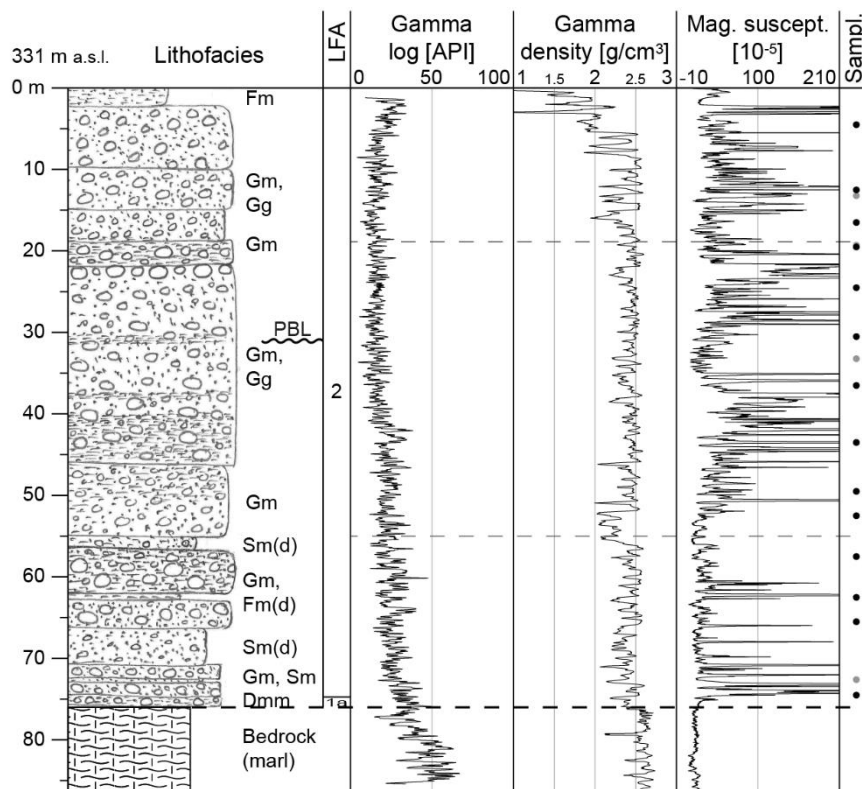 331 m a.s.l.
Lithofacies
LFA
Gamma
log [API]
Gamma
density [g/cm³]
Mag. suscept.
[10⁻⁵]
Sampl.
0 50 100
1 1.5 2 2.5 3
-10 100 210
0 m
10
20
30
40
50
60
70
80
Fm
Gm,
Gg
Gm
PBL
Gm,
Gg
Gm
Sm(d)
Gm,
Fm(d)
Sm(d)
Gm, Sm
Dmm
Bedrock
(marl)
2
1a